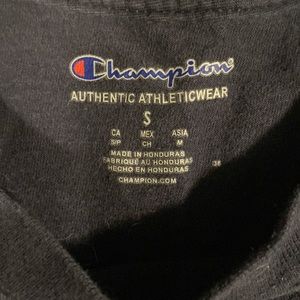 Champion
AUTHENTIC ATHLETICWEAR
S
CA MEX ASIA
S/P CH M
MADE IN HONDURAS
FABRIQUÉ AU HONDURAS
HECHO EN HONDURAS
CHAMPION.COM